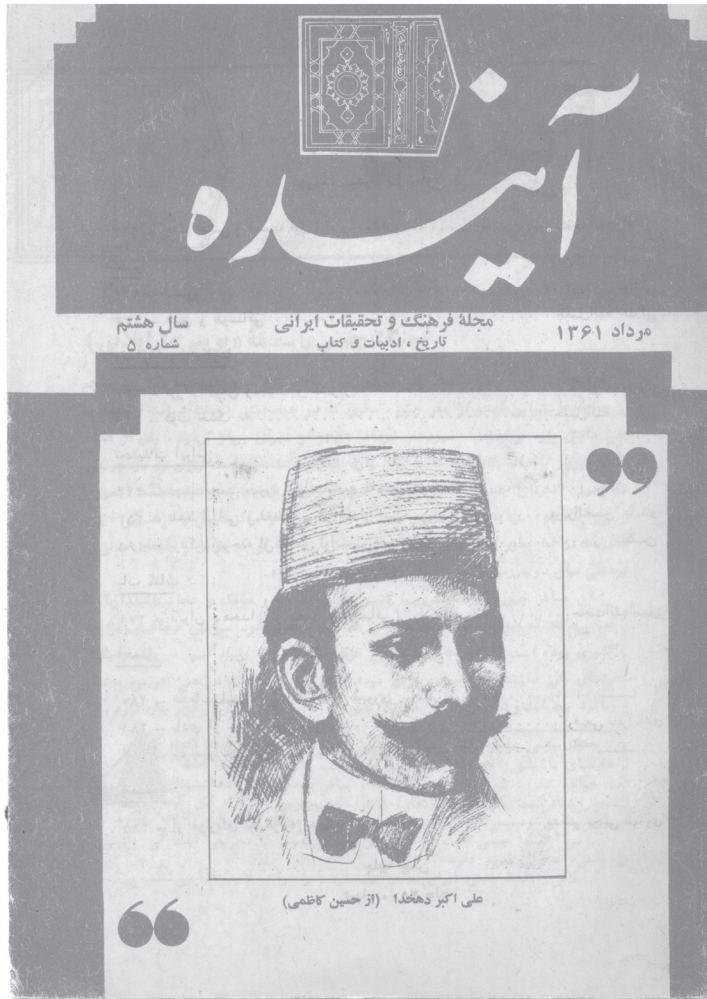 آینده
مرداد ۱۳۶۱
مجلهٔ فرهنگ و تحقیقات ایرانی
تاریخ ، ادبیات و کتاب
سال هشتم
شماره ۵
علی اکبر دهخدا (از حسین کاظمی)